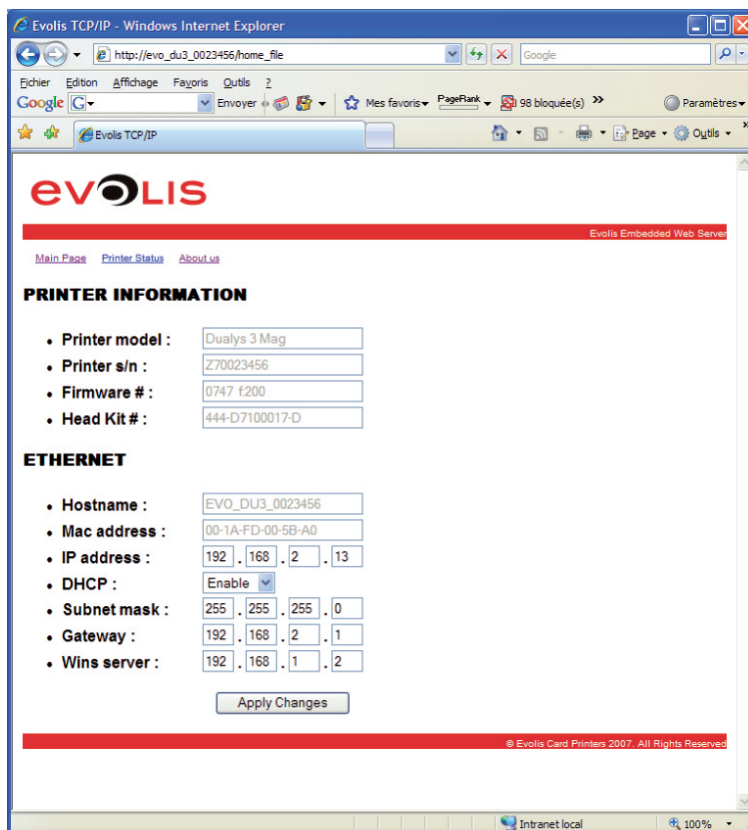 Evolis TCP/IP - Windows Internet Explorer
http://evo_du3_0023456/home_file
Google
Fichier Edition Affichage Favoris Outils ?
Google G Envoyer Mes favoris PageRank 98 bloquée(s) » Paramètres
Evolis TCP/IP Page Outils »
evolis
Evolis Embedded Web Server
Main Page Printer Status About us
PRINTER INFORMATION
• Printer model : Dualys 3 Mag
• Printer s/n : Z70023456
• Firmware # : 0747 f:200
• Head Kit # : 444-D7100017-D
ETHERNET
• Hostname : EVO_DU3_0023456
• Mac address : 00-1A-FD-00-5B-A0
• IP address : 192 . 168 . 2 . 13
• DHCP : Enable
• Subnet mask : 255 . 255 . 255 . 0
• Gateway : 192 . 168 . 2 . 1
• Wins server : 192 . 168 . 1 . 2
Apply Changes
© Evolis Card Printers 2007. All Rights Reserved
Intranet local 100%